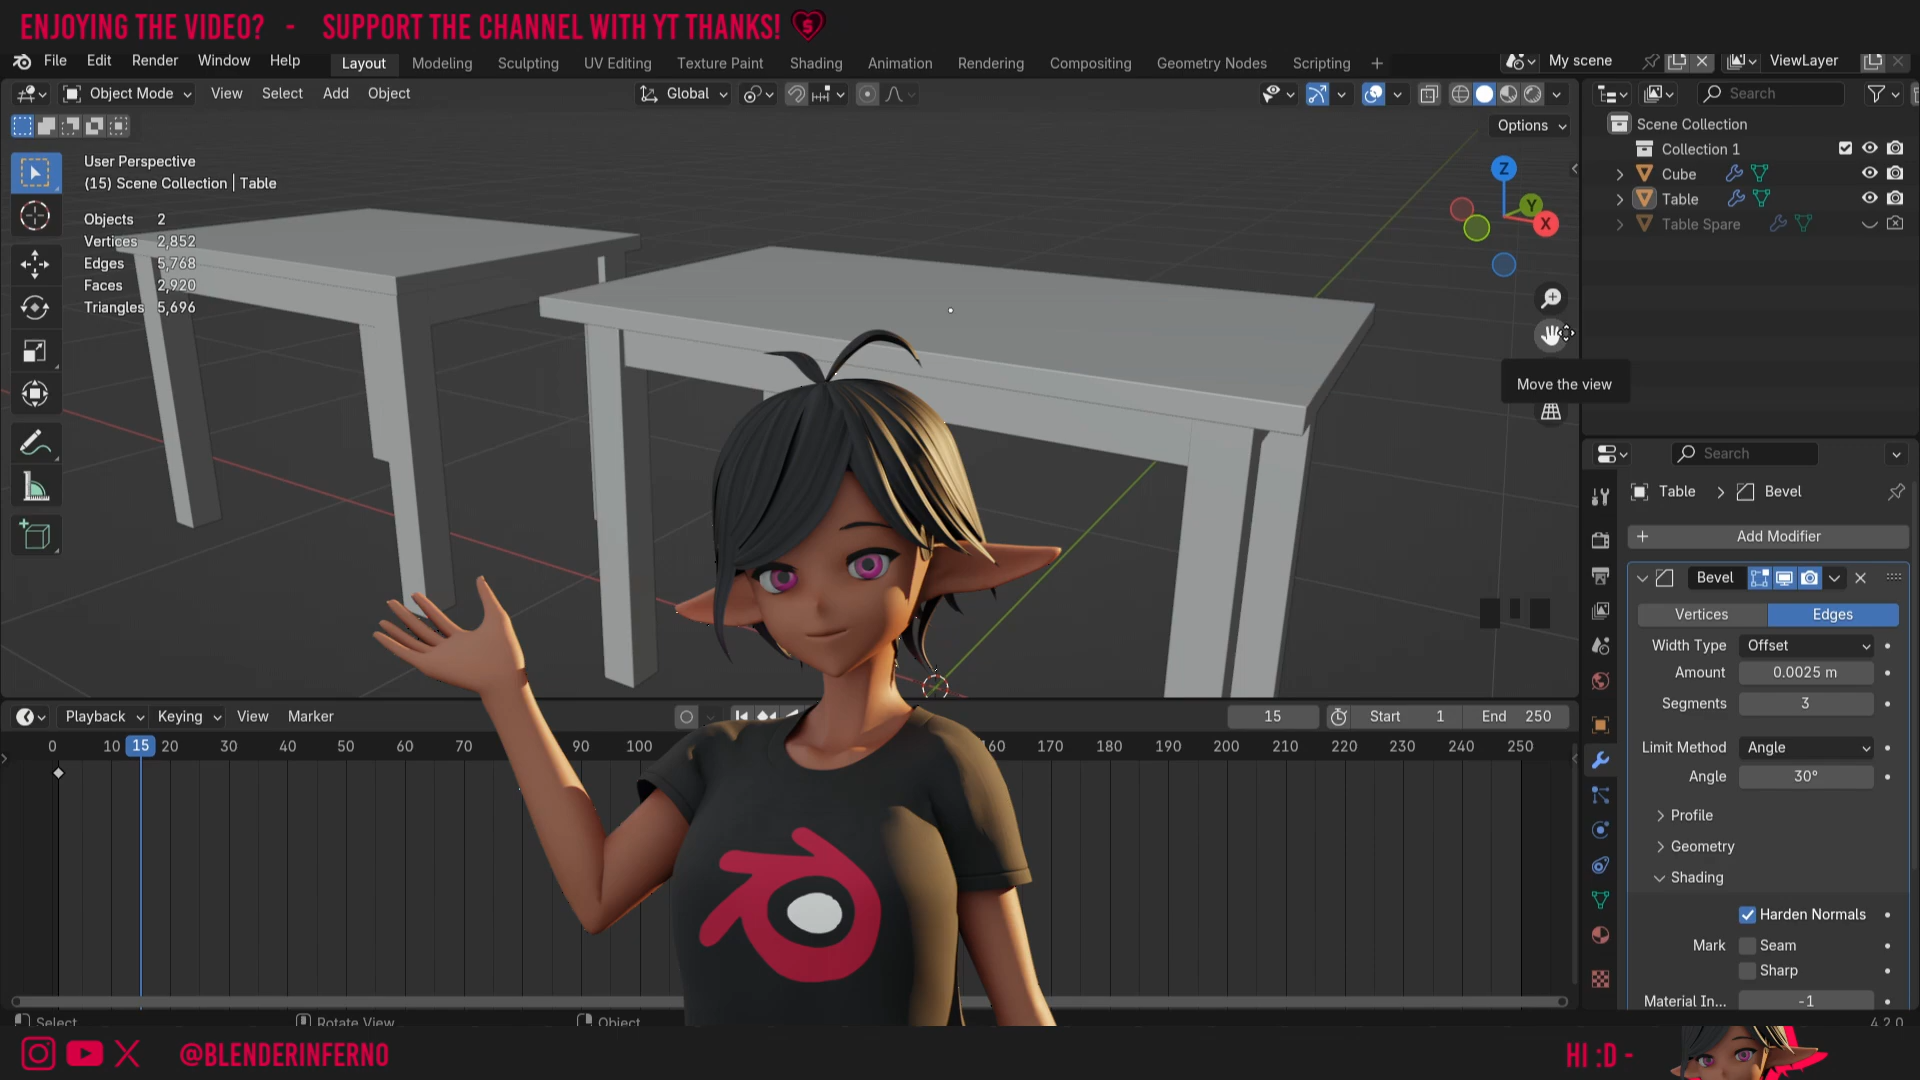 ENJOYING THE VIDEO? - SUPPORT THE CHANNEL WITH YT THANKS!
File Edit Render Window Help Layout Modeling Sculpting UV Editing Texture Paint Shading Animation Rendering Compositing Geometry Nodes Scripting + My scene ViewLayer
Object Mode View Select Add Object Global Search
Options
User Perspective
(15) Scene Collection | Table
Objects 2
Vertices 2,852
Edges 5,768
Faces 2,920
Triangles 5,696
Z
Y
X
Move the view
Scene Collection
Collection 1
Cube
Table
Table Spare
Search
Table > Bevel
+ Add Modifier
Bevel
Vertices Edges
Width Type Offset
Amount 0.0025 m
Segments 3
Limit Method Angle
Angle 30°
Profile
Geometry
Shading
Harden Normals
Mark Seam
Sharp
Material In... -1
Playback Keying View Marker 15 Start 1 End 250
0 10 15 20 30 40 50 60 70 80 90 100 160 170 180 190 200 210 220 230 240 250
Select Rotate View Object 4.2.0
@BLENDERINFERNO
HI :D -